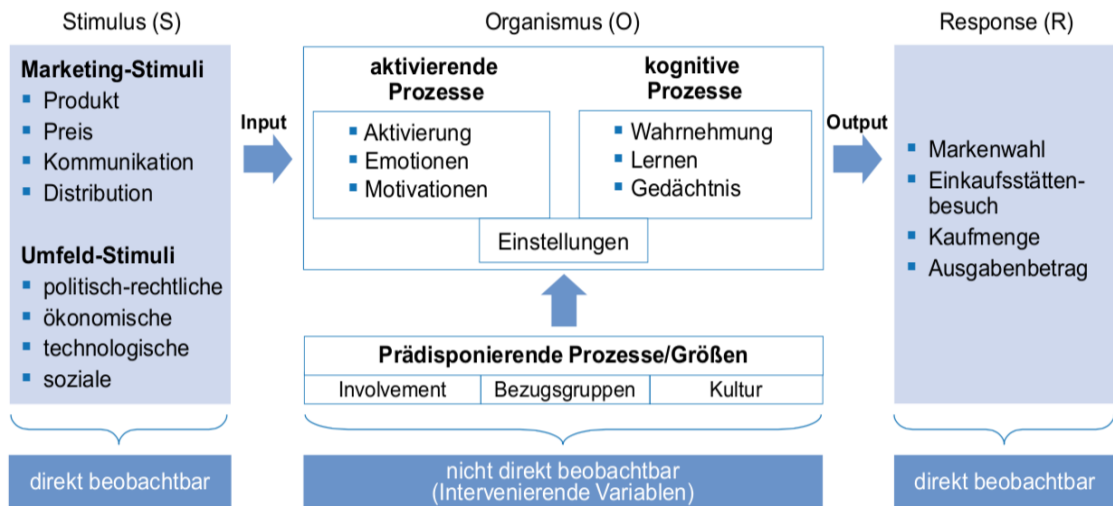 Stimulus (S)
Marketing-Stimuli
Produkt
Preis
Kommunikation
Distribution
Umfeld-Stimuli
politisch-rechtliche
ökonomische
technologische
soziale
direkt beobachtbar
Input
Organismus (O)
aktivierende
Prozesse
Aktivierung
Emotionen
Motivationen
kognitive
Prozesse
Wahrnehmung
Lernen
Gedächtnis
Einstellungen
Prädisponierende Prozesse/Größen
Involvement
Bezugsgruppen
Kultur
nicht direkt beobachtbar
(Intervenierende Variablen)
Output
Response (R)
Markenwahl
Einkaufsstätten-
besuch
Kaufmenge
Ausgabenbetrag
direkt beobachtbar